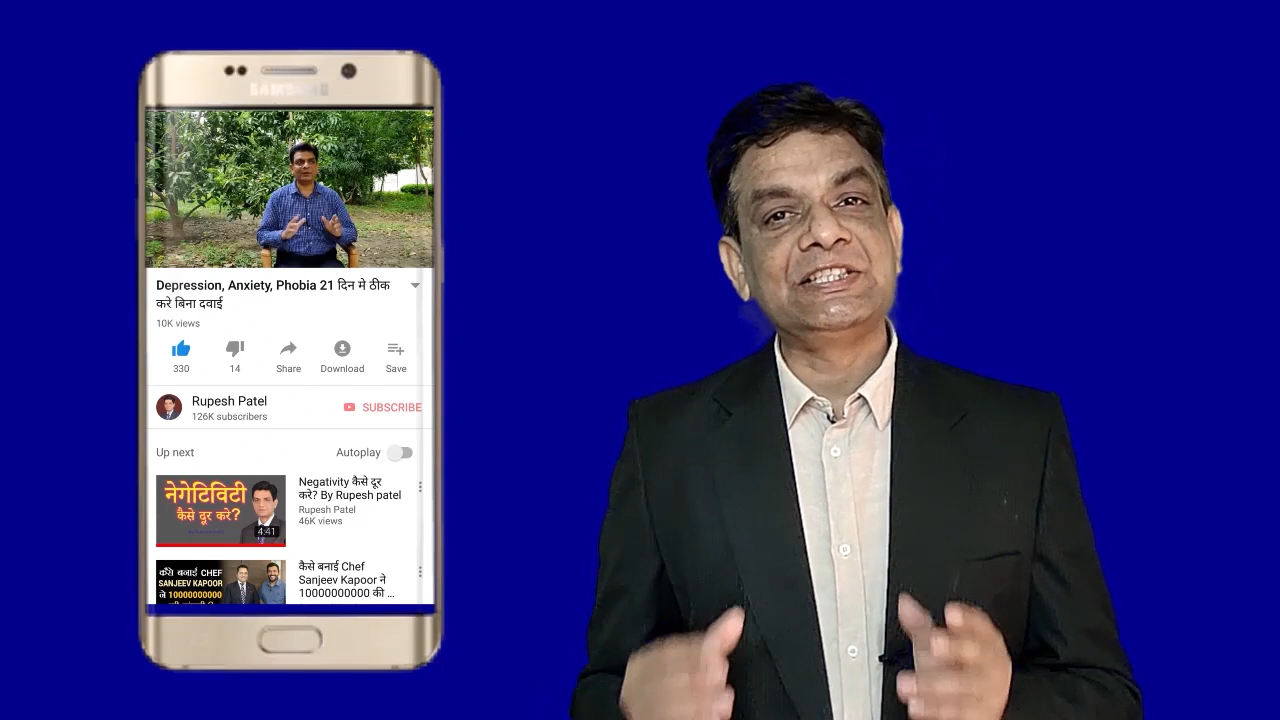 SAMSUNG
Depression, Anxiety, Phobia 21 दिन मे ठीक
करे बिना दवाई
10K views
330
14
Share
Download
Save
Rupesh Patel
126K subscribers
SUBSCRIBE
Up next
Autoplay
नेगेटिविटी
कैसे दूर करे?
4:41
Negativity कैसे दूर
करे? By Rupesh patel
Rupesh Patel
46K views
कैसे बनाई CHEF
SANJEEV KAPOOR
ने 10000000000
कैसे बनाई Chef
Sanjeev Kapoor ने
10000000000 की ...